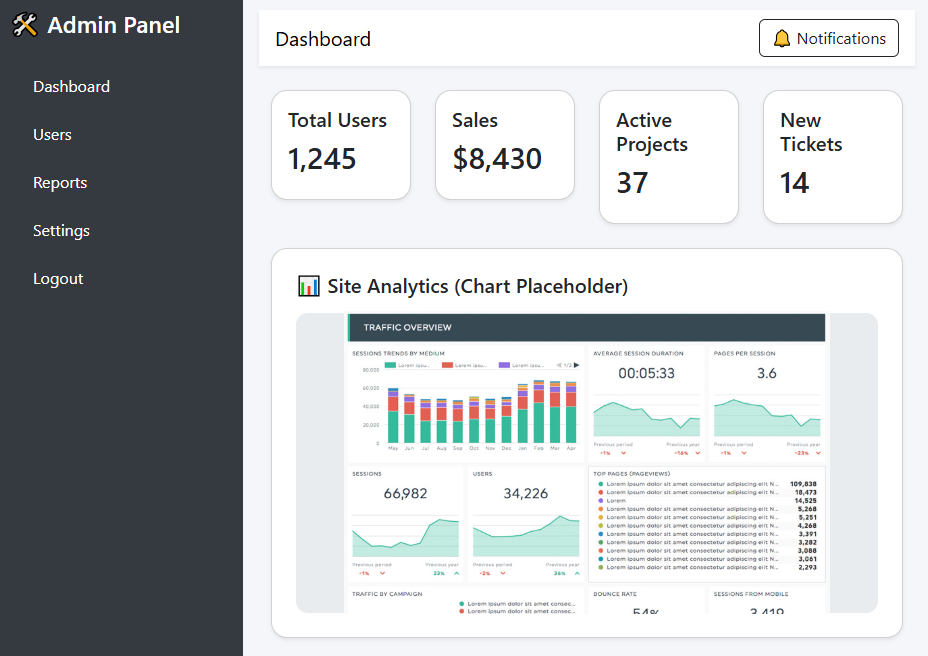 Admin Panel
Dashboard
Users
Reports
Settings
Logout
Dashboard
Notifications
Total Users
1,245
Sales
$8,430
Active
Projects
37
New
Tickets
14
Site Analytics (Chart Placeholder)
TRAFFIC OVERVIEW
SESSIONS TRENDS BY MEDIUM
Lorem ipsu... Lorem ipsu... Lorem ipsu... 1/3
80,000
60,000
40,000
20,000
0
May Jun Jul Aug Sep Oct Nov Dec Jan Feb Mar Apr
AVERAGE SESSION DURATION
00:05:33
Previous period Previous year
-1% -16%
PAGES PER SESSION
3.6
Previous period Previous year
-1% -23%
SESSIONS
66,982
Previous period Previous year
-1% 23%
USERS
34,226
Previous period Previous year
-2% 36%
TOP PAGES (PAGEVIEWS)
Lorem ipsum dolor sit amet consectetur adipiscing elit N... 109,838
Lorem ipsum dolor sit amet consectetur adipiscing elit N... 18,473
Lorem 14,525
Lorem ipsum dolor sit amet consectetur adipiscing elit N... 5,268
Lorem ipsum dolor sit amet consectetur adipiscing elit N... 5,251
Lorem ipsum dolor sit amet consectetur adipiscing elit N... 4,268
Lorem ipsum dolor sit amet consectetur adipiscing elit N... 3,391
Lorem ipsum dolor sit amet consectetur adipiscing elit N... 3,282
Lorem ipsum dolor sit amet consectetur adipiscing elit N... 3,088
Lorem ipsum dolor sit amet consectetur adipiscing elit N... 3,061
Lorem ipsum dolor sit amet consectetur adipiscing elit N... 2,293
TRAFFIC BY CAMPAIGN
Lorem ipsum dolor sit amet consec...
Lorem ipsum dolor sit amet consec...
BOUNCE RATE
54%
SESSIONS FROM MOBILE
3,419